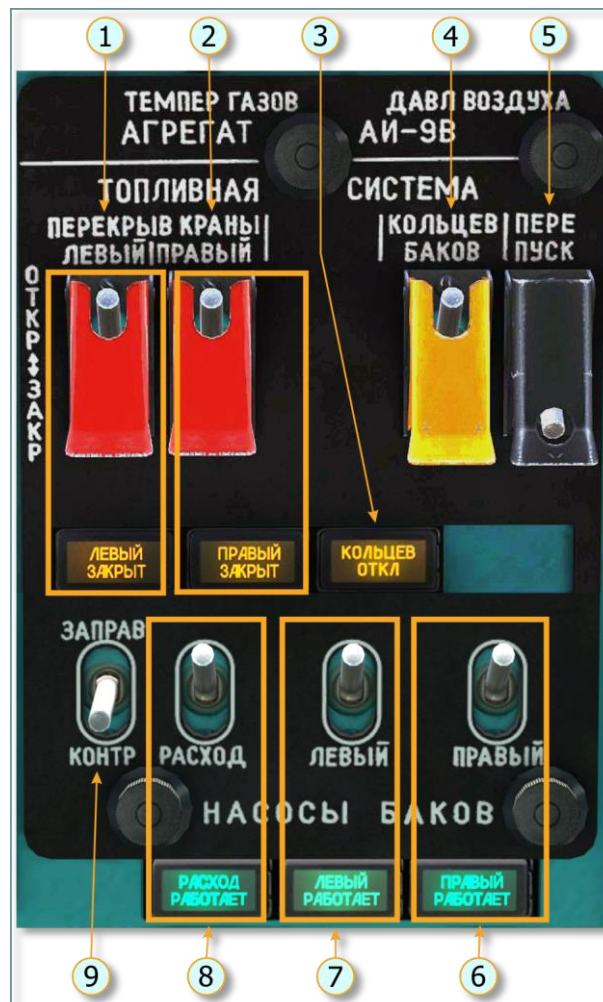 1 2 3 4 5
ТЕМПЕР ГАЗОВ ДАВЛ ВОЗДУХА
АГРЕГАТ АИ-9В
ТОПЛИВНАЯ СИСТЕМА
ПЕРЕКРЫВ КРАНЫ КОЛЬЦЕВ ПЕРЕ
ЛЕВЫЙ ПРАВЫЙ БАКОВ ПУСК
ОТКР↕ЗАКР
ЛЕВЫЙ ПРАВЫЙ КОЛЬЦЕВ
ЗАКРЫТ ЗАКРЫТ ОТКЛ
ЗАПРАВ
КОНТР РАСХОД ЛЕВЫЙ ПРАВЫЙ
НАСОСЫ БАКОВ
РАСХОД ЛЕВЫЙ ПРАВЫЙ
РАБОТАЕТ РАБОТАЕТ РАБОТАЕТ
9 8 7 6